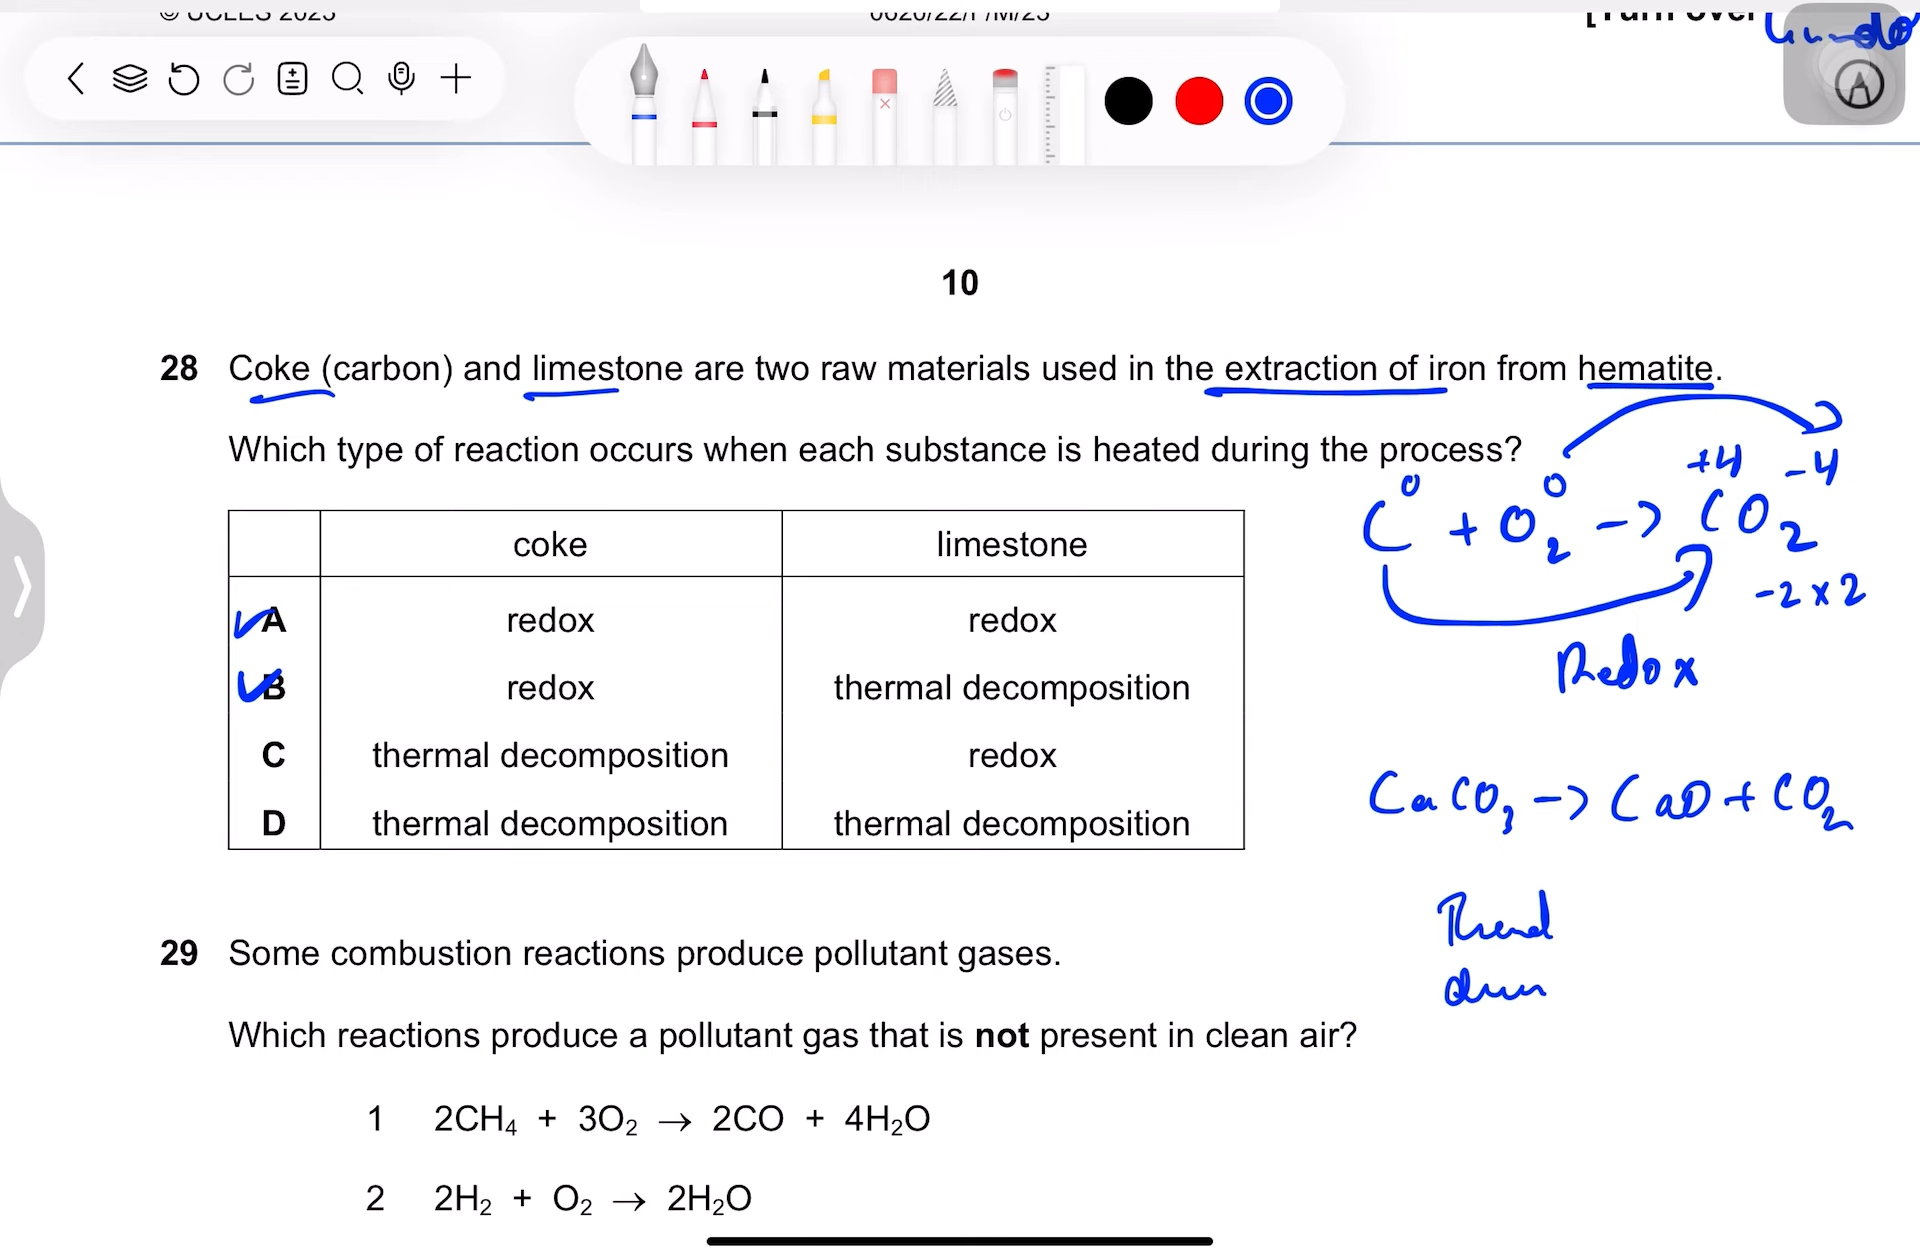 10
28 Coke (carbon) and limestone are two raw materials used in the extraction of iron from hematite.
Which type of reaction occurs when each substance is heated during the process?
C⁰ + O₂⁰ -> CO₂ +4 -4
-2 x 2
Redox
coke limestone
A redox redox
B redox thermal decomposition
C thermal decomposition redox
D thermal decomposition thermal decomposition
CaCO₃ -> CaO + CO₂
29 Some combustion reactions produce pollutant gases.
Which reactions produce a pollutant gas that is not present in clean air?
1 2CH₄ + 3O₂ → 2CO + 4H₂O
2 2H₂ + O₂ → 2H₂O